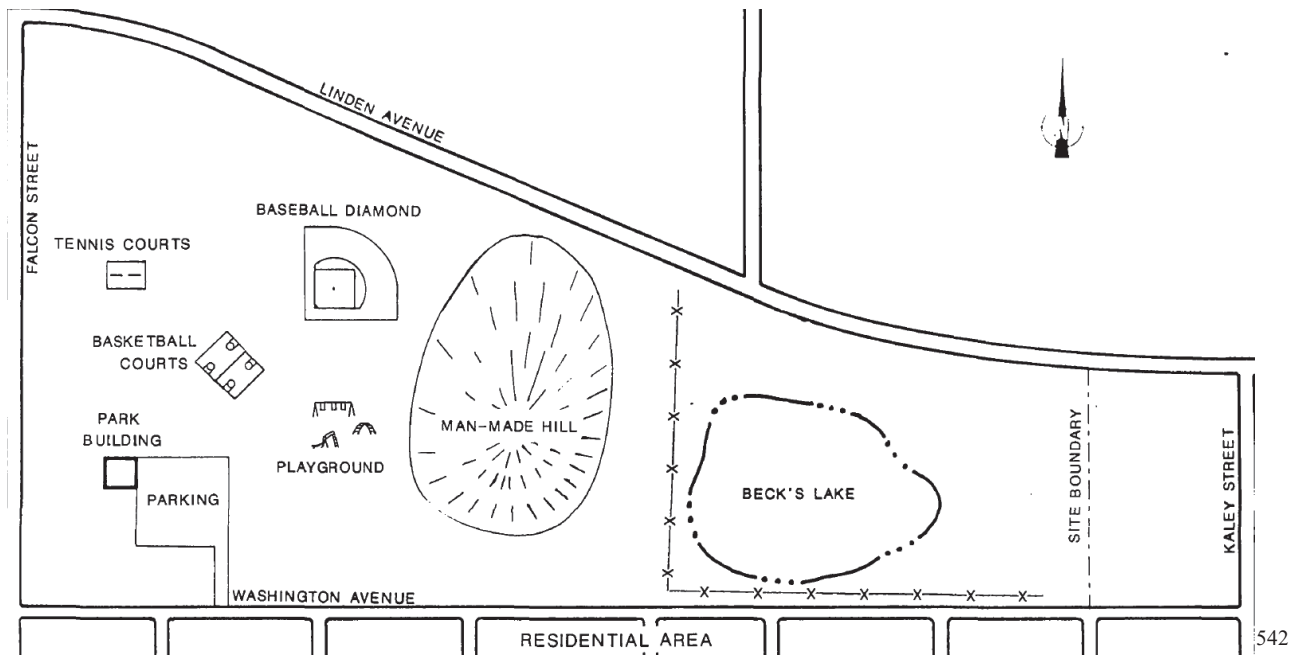 LINDEN AVENUE
FALCON STREET
BASEBALL DIAMOND
TENNIS COURTS
BASKETBALL
COURTS
MAN-MADE HILL
PARK
BUILDING
PLAYGROUND
PARKING
BECK'S LAKE
SITE BOUNDARY
KALEY STREET
WASHINGTON AVENUE
RESIDENTIAL AREA
542